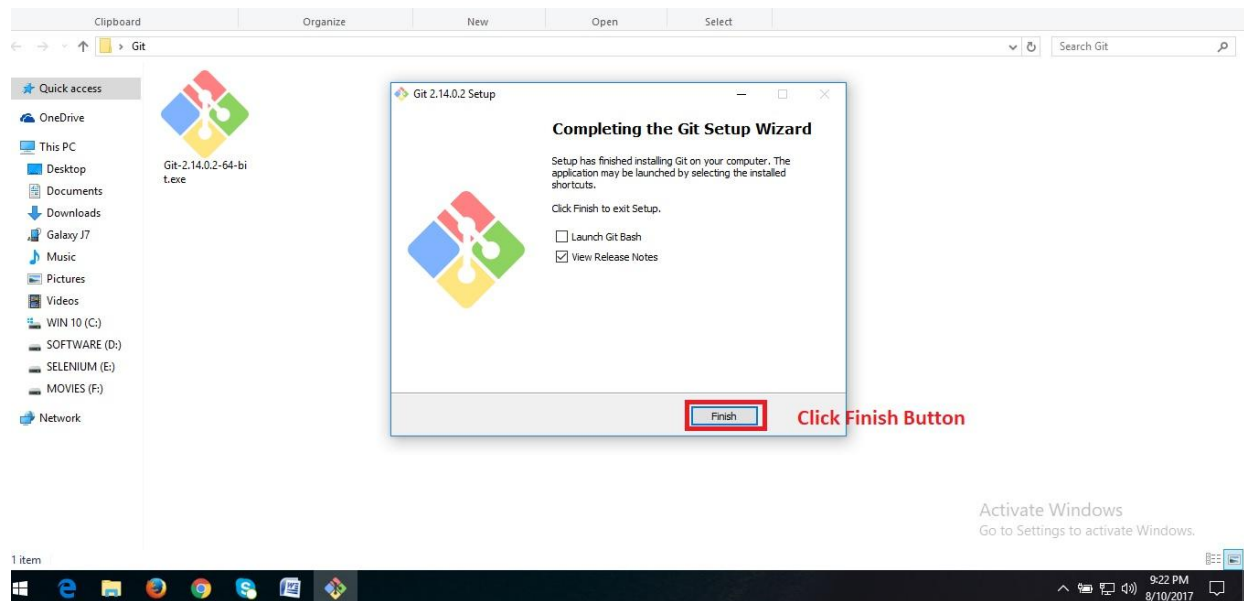 Clipboard
Organize
New
Open
Select
Git
Search Git
Quick access
OneDrive
This PC
Desktop
Documents
Downloads
Galaxy J7
Music
Pictures
Videos
WIN 10 (C:)
SOFTWARE (D:)
SELENIUM (E:)
MOVIES (F:)
Network
Git-2.14.0.2-64-bi
t.exe
Git 2.14.0.2 Setup
Completing the Git Setup Wizard
Setup has finished installing Git on your computer. The
application may be launched by selecting the installed
shortcuts.
Click Finish to exit Setup.
Launch Git Bash
View Release Notes
Finish
Click Finish Button
Activate Windows
Go to Settings to activate Windows.
1 item
9:22 PM
8/10/2017